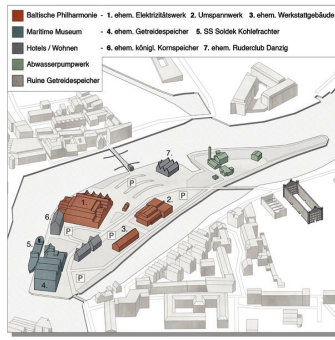 Baltische Philharmonie - 1. ehem. Elektrizitätswerk 2. Umspannwerk 3. ehem. Werkstattgebäude
Maritime Museum - 4. ehem. Getreidespeicher 5. SS Soldek Kohlefrachter
Hotels / Wohnen - 6. ehem. königl. Kornspeicher 7. ehem. Ruderclub Danzig
Abwasserpumpwerk
Ruine Getreidespeicher
7.
P
1.
2.
P
6.
P
3.
P
5.
P
4.
P